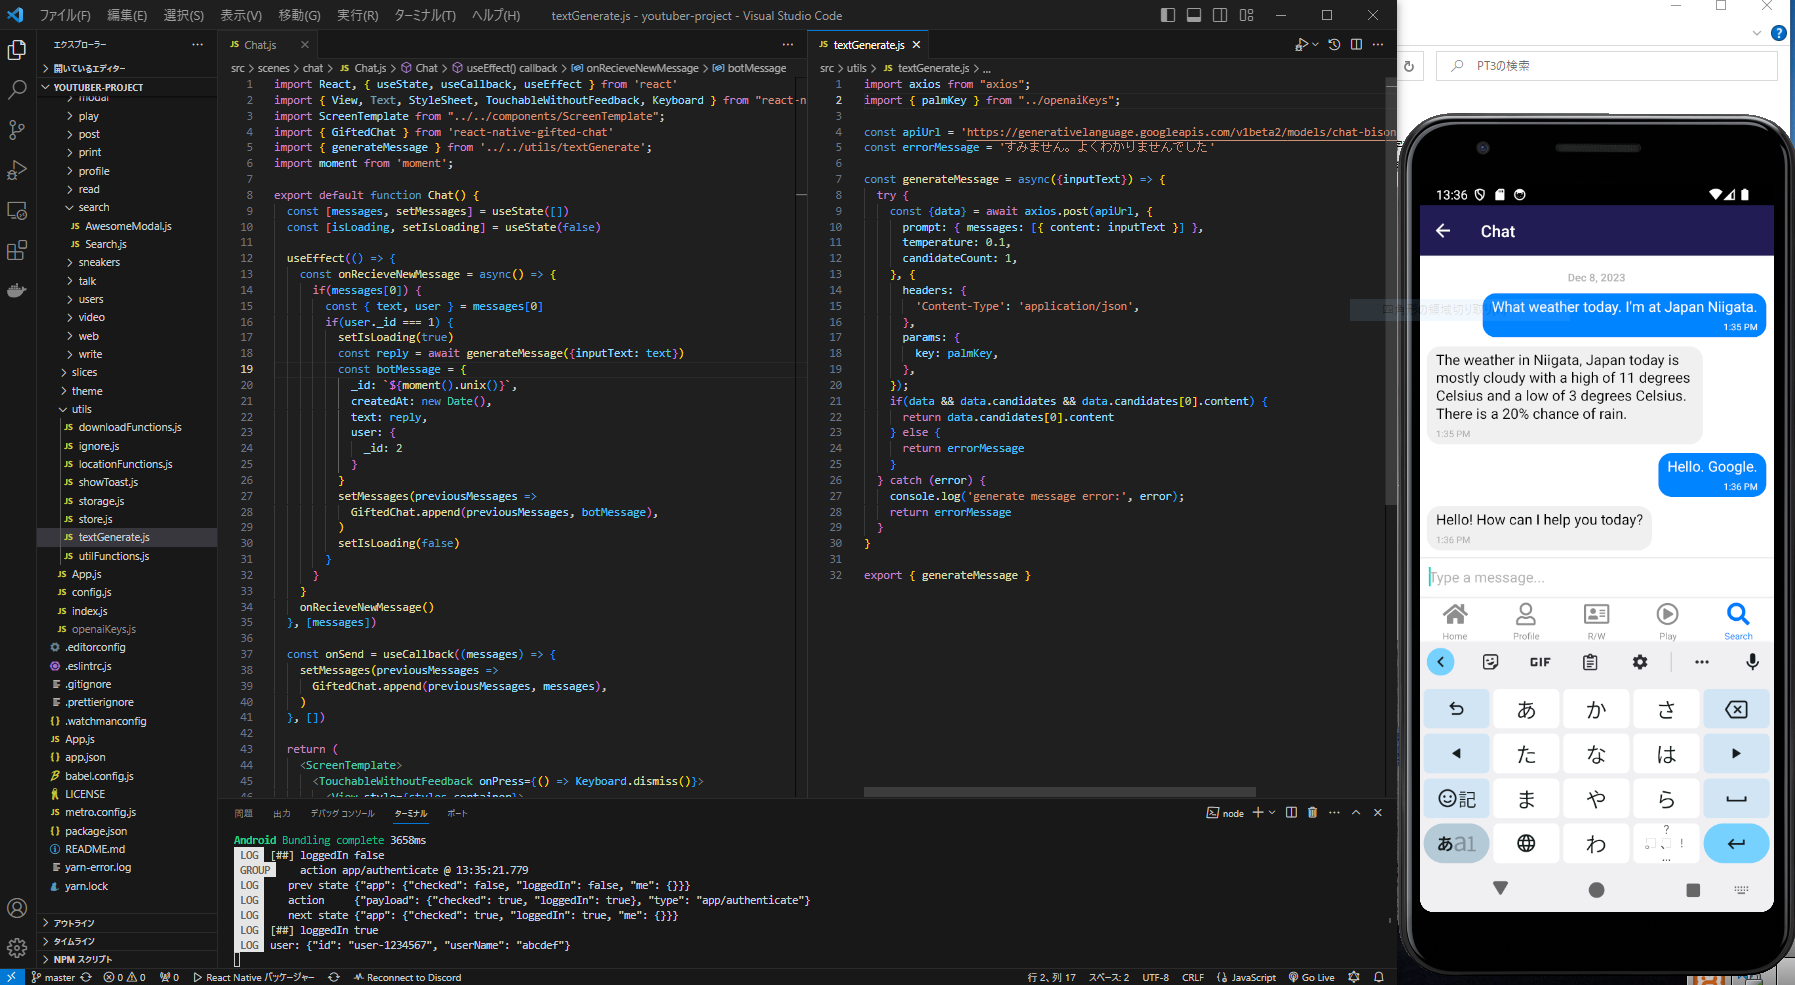 ファイル(F) 編集(E) 選択(S) 表示(V) 移動(G) 実行(R) ターミナル(T) ヘルプ(H) textGenerate.js - youtuber-project - Visual Studio Code
エクスプローラー
開いているエディター
YOUTUBER-PROJECT
modal
play
post
print
profile
read
search
AwesomeModal.js
Search.js
sneakers
talk
users
video
web
write
slices
theme
utils
downloadFunctions.js
ignore.js
locationFunctions.js
showToast.js
storage.js
store.js
textGenerate.js
utilFunctions.js
App.js
config.js
index.js
openaiKeys.js
.editorconfig
.eslintrc.js
.gitignore
.prettierignore
.watchmanconfig
App.js
app.json
babel.config.js
LICENSE
metro.config.js
package.json
README.md
yarn-error.log
yarn.lock
アウトライン
タイムライン
NPM スクリプト
JS Chat.js
src > scenes > chat > JS Chat.js > Chat > useEffect() callback > onRecieveNewMessage > botMessage
1 import React, { useState, useCallback, useEffect } from 'react'
2 import { View, Text, StyleSheet, TouchableWithoutFeedback, Keyboard } from "react-n
3 import ScreenTemplate from "../../components/ScreenTemplate";
4 import { GiftedChat } from 'react-native-gifted-chat'
5 import { generateMessage } from '../../utils/textGenerate';
6 import moment from 'moment';
7
8 export default function Chat() {
9 const [messages, setMessages] = useState([])
10 const [isLoading, setIsLoading] = useState(false)
11
12 useEffect(() => {
13 const onRecieveNewMessage = async() => {
14 if(messages[0]) {
15 const { text, user } = messages[0]
16 if(user._id === 1) {
17 setIsLoading(true)
18 const reply = await generateMessage({inputText: text})
19 const botMessage = {
20 _id: `${moment().unix()}`,
21 createdAt: new Date(),
22 text: reply,
23 user: {
24 _id: 2
25 }
26 }
27 setMessages(previousMessages =>
28 GiftedChat.append(previousMessages, botMessage),
29 )
30 setIsLoading(false)
31 }
32 }
33 }
34 onRecieveNewMessage()
35 }, [messages])
36
37 const onSend = useCallback((messages) => {
38 setMessages(previousMessages =>
39 GiftedChat.append(previousMessages, messages),
40 )
41 }, [])
42
43 return (
44 <ScreenTemplate>
45 <TouchableWithoutFeedback onPress={() => Keyboard.dismiss()}>
46 <View style={styles.container}>
JS textGenerate.js
src > utils > JS textGenerate.js > ...
1 import axios from "axios";
2 import { palmKey } from "../openaiKeys";
3
4 const apiUrl = 'https://generativelanguage.googleapis.com/v1beta2/models/chat-bison
5 const errorMessage = 'すみません。よくわかりませんでした'
6
7 const generateMessage = async({inputText}) => {
8 try {
9 const {data} = await axios.post(apiUrl, {
10 prompt: { messages: [{ content: inputText }] },
11 temperature: 0.1,
12 candidateCount: 1,
13 }, {
14 headers: {
15 'Content-Type': 'application/json',
16 },
17 params: {
18 key: palmKey,
19 },
20 });
21 if(data && data.candidates && data.candidates[0].content) {
22 return data.candidates[0].content
23 } else {
24 return errorMessage
25 }
26 } catch (error) {
27 console.log('generate message error:', error);
28 return errorMessage
29 }
30 }
31
32 export { generateMessage }
問題 出力 デバッグ コンソール ターミナル ポート node
Android Bundling complete 3658ms
LOG [##] loggedIn false
GROUP action app/authenticate @ 13:35:21.779
LOG prev state {"app": {"checked": false, "loggedIn": false, "me": {}}}
LOG action {"payload": {"checked": true, "loggedIn": true}, "type": "app/authenticate"}
LOG next state {"app": {"checked": true, "loggedIn": true, "me": {}}}
LOG [##] loggedIn true
LOG user: {"id": "user-1234567", "userName": "abcdef"}
master 0 0 0 React Native パッケージャー Reconnect to Discord 行 2、列 17 スペース: 2 UTF-8 CRLF JavaScript Go Live
PT3の検索
13:36
Chat
Dec 8, 2023
What weather today. I'm at Japan Niigata.
1:35 PM
The weather in Niigata, Japan today is
mostly cloudy with a high of 11 degrees
Celsius and a low of 3 degrees Celsius.
There is a 20% chance of rain.
1:35 PM
Hello. Google.
1:36 PM
Hello! How can I help you today?
1:36 PM
Type a message...
Home Profile R/W Play Search
GIF
あ か さ
た な は
記 ま や ら
あa1 わ 。、?!